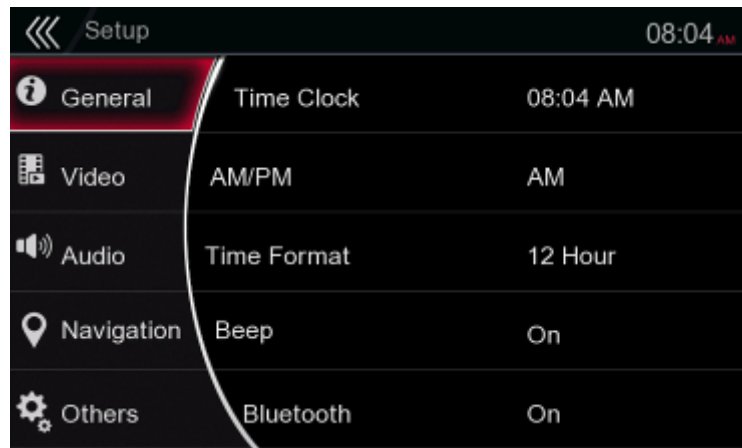 Setup 08:04 AM
General Time Clock 08:04 AM
Video AM/PM AM
Audio Time Format 12 Hour
Navigation Beep On
Others Bluetooth On